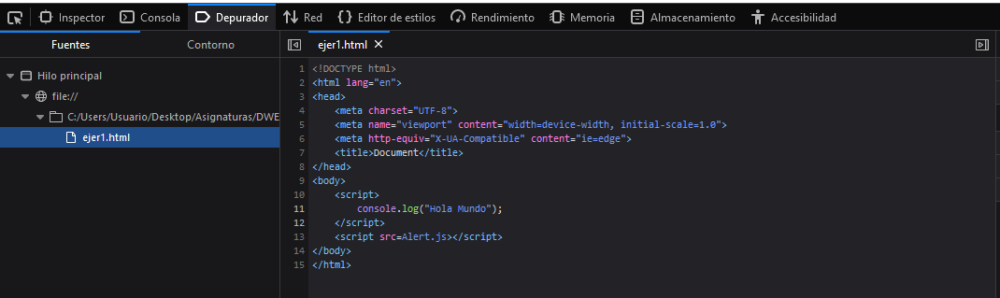 Inspector Consola Depurador Red Editor de estilos Rendimiento Memoria Almacenamiento Accesibilidad
Fuentes Contorno
ejer1.html
Hilo principal
file://
C:/Users/Usuario/Desktop/Asignaturas/DWE
ejer1.html
1 <!DOCTYPE html>
2 <html lang="en">
3 <head>
4 <meta charset="UTF-8">
5 <meta name="viewport" content="width=device-width, initial-scale=1.0">
6 <meta http-equiv="X-UA-Compatible" content="ie=edge">
7 <title>Document</title>
8 </head>
9 <body>
10 <script>
11 console.log("Hola Mundo");
12 </script>
13 <script src=Alert.js></script>
14 </body>
15 </html>